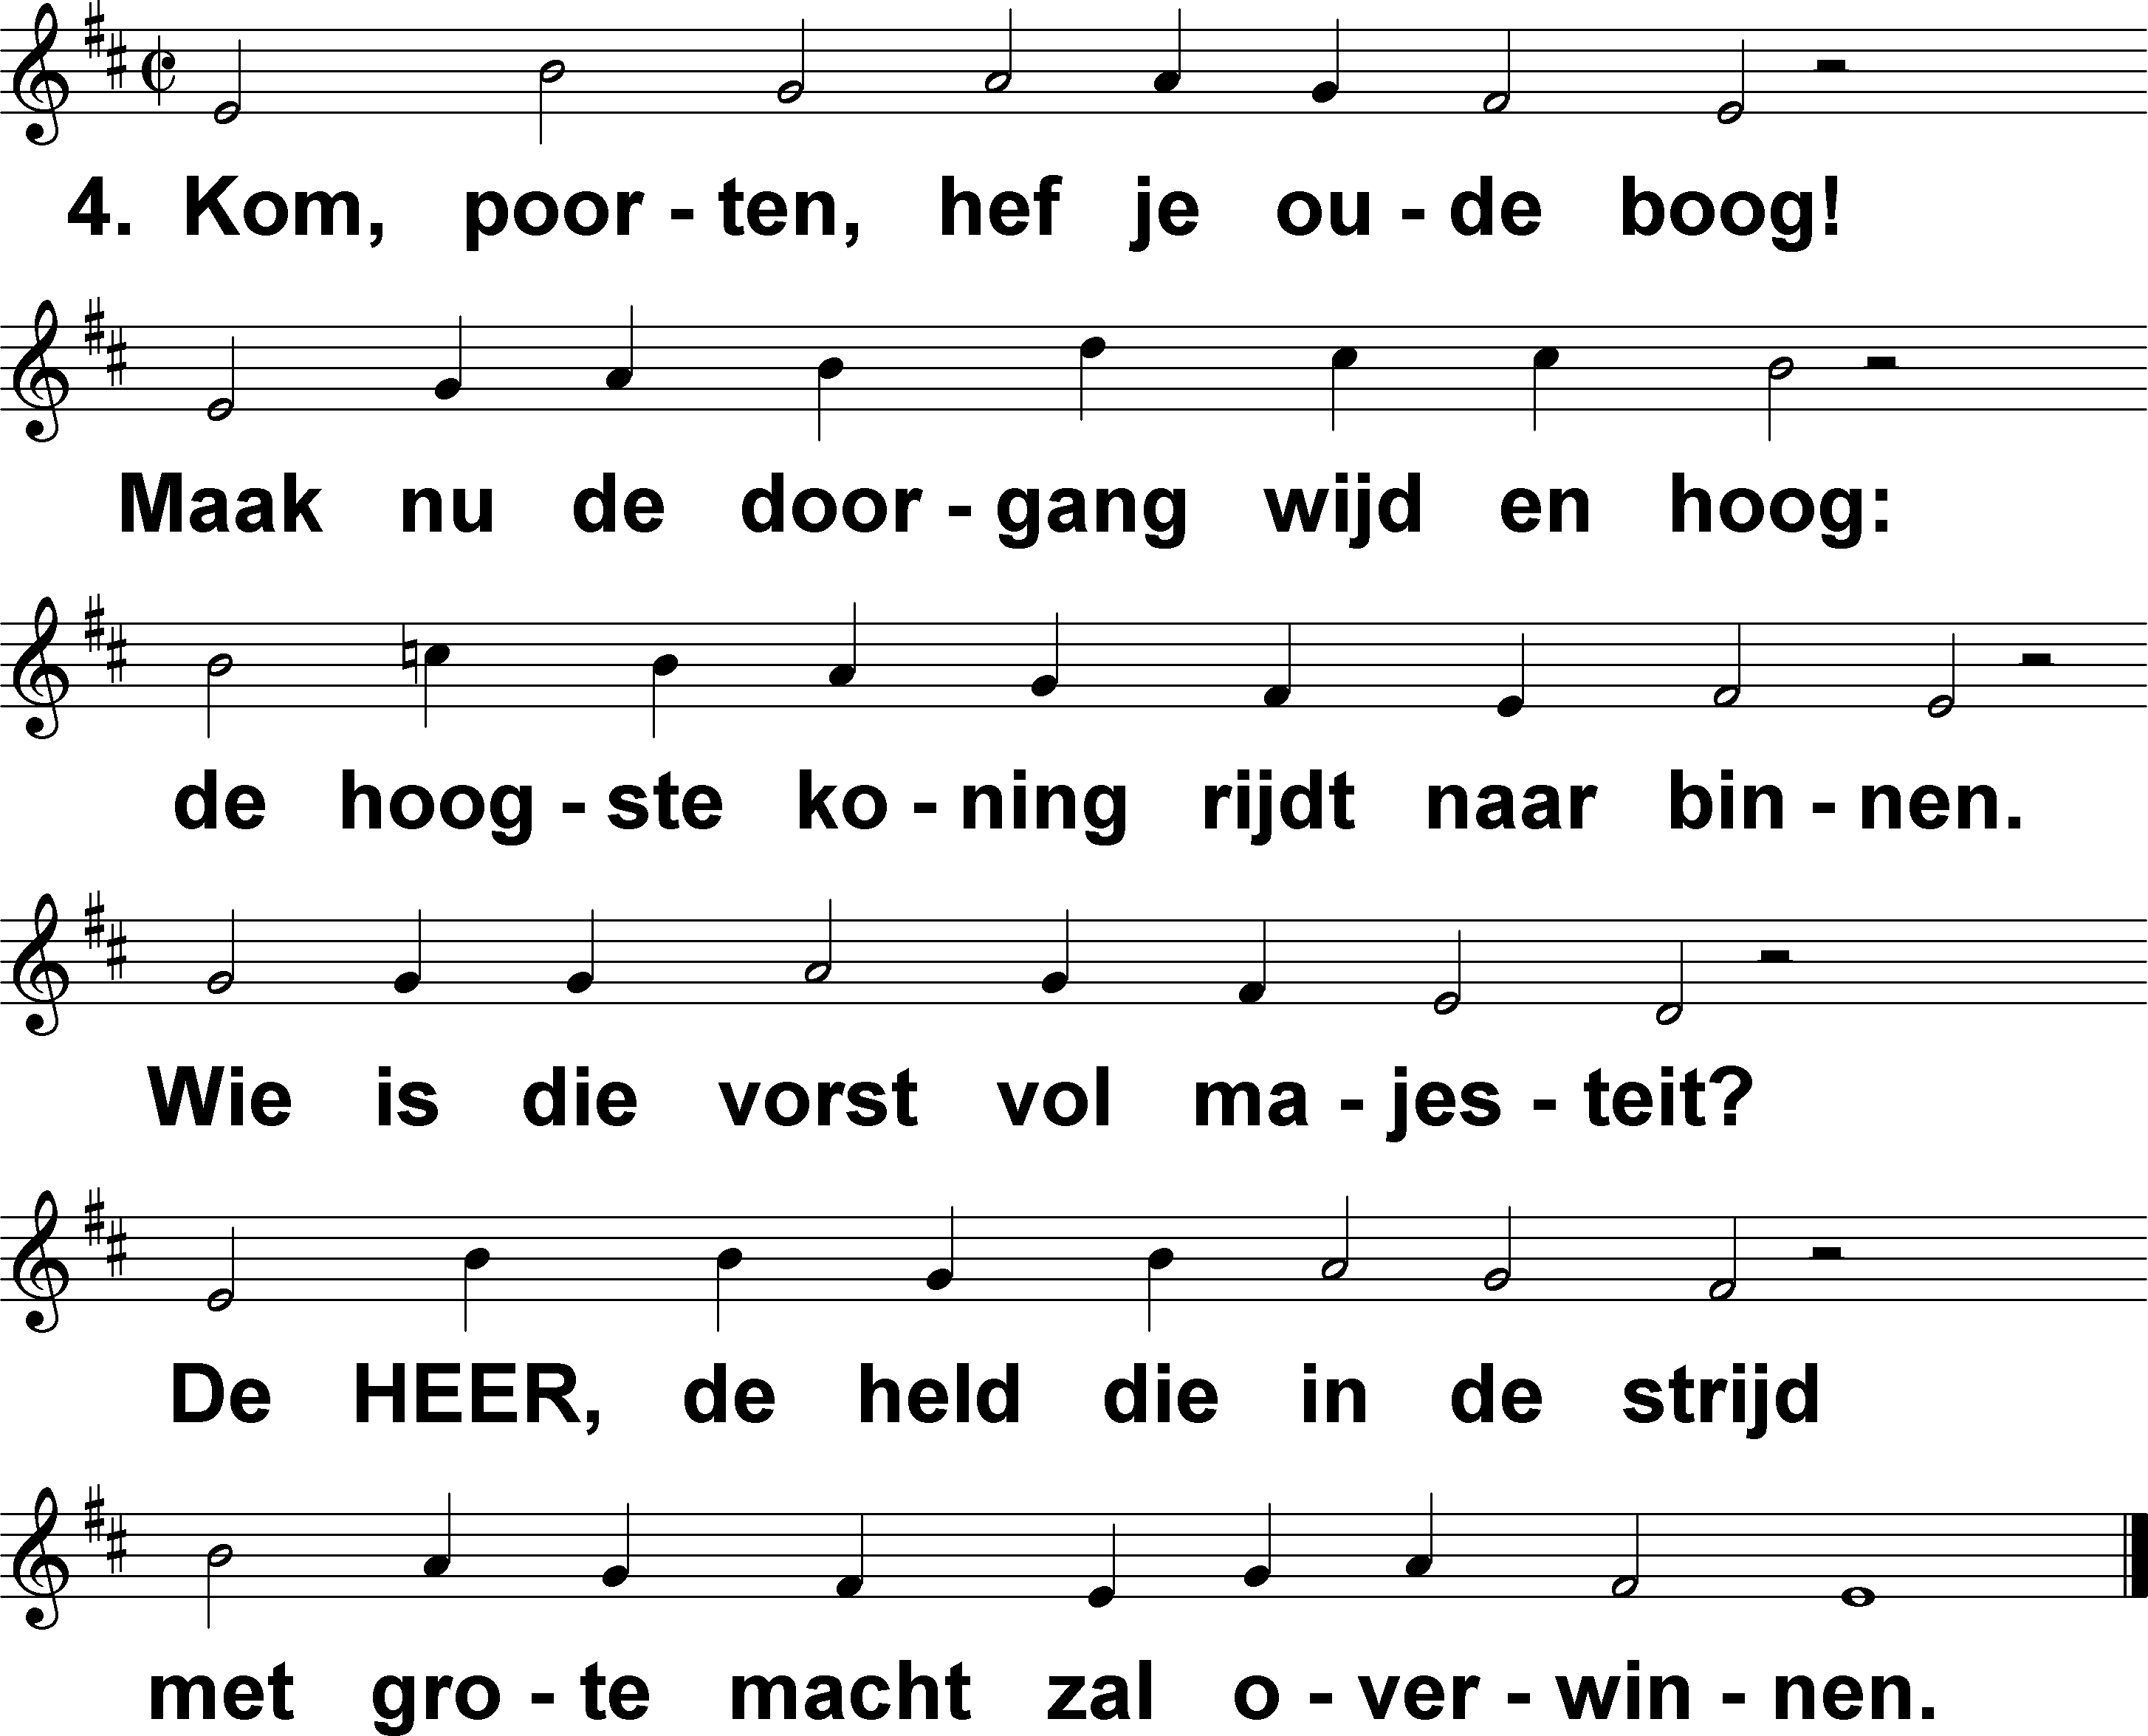 4. Kom, poor - ten, hef je ou - de boog!
Maak nu de door - gang wijd en hoog:
de hoog - ste ko - ning rijdt naar bin - nen.
Wie is die vorst vol ma - jes - teit?
De HEER, de held die in de strijd
met gro - te macht zal o - ver - win - nen.